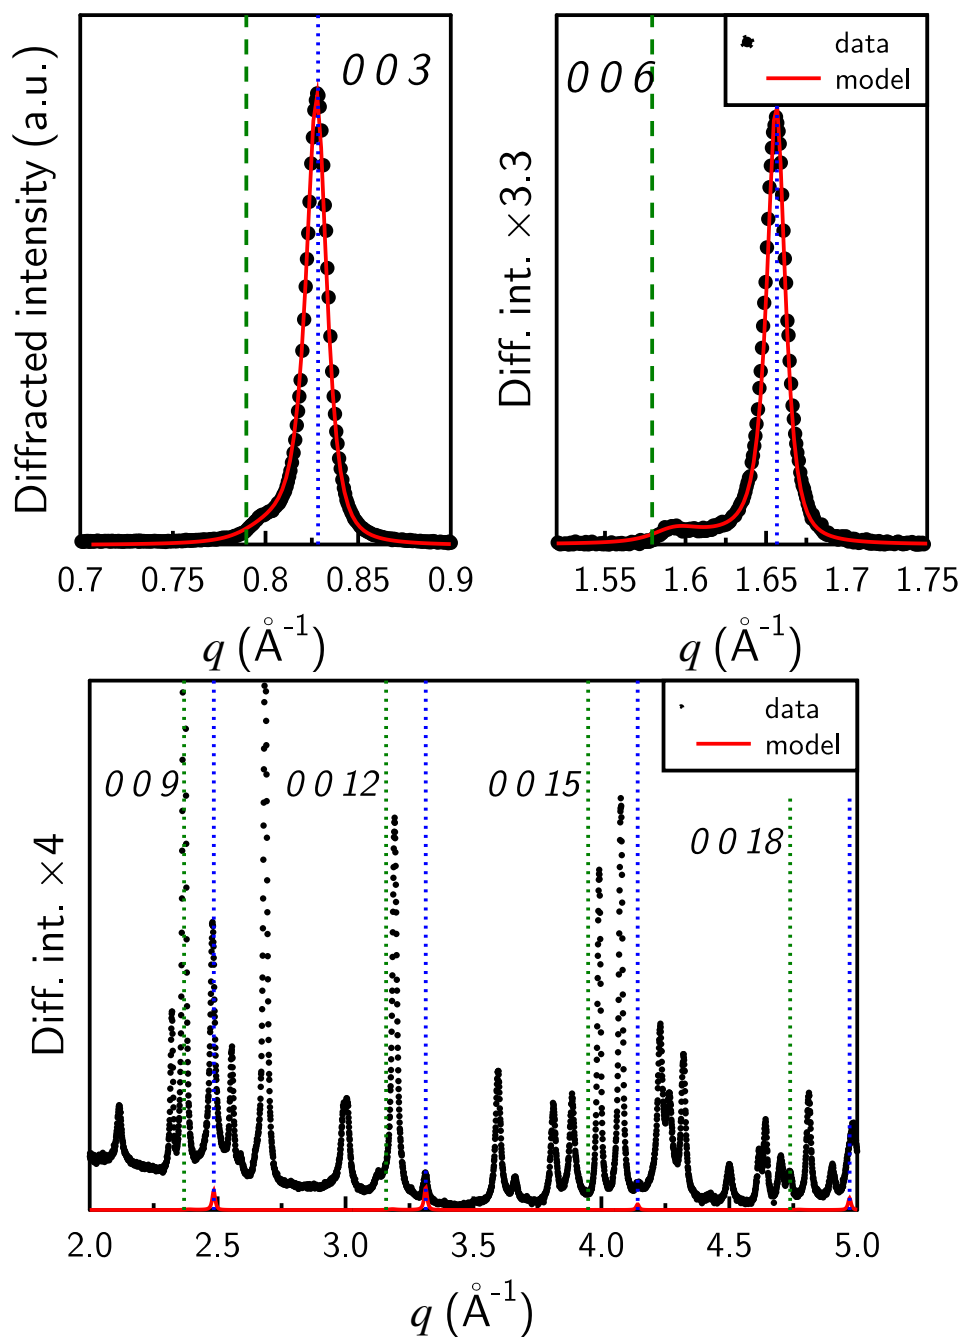 Diffracted intensity (a.u.)
0 0 3
0.7 0.75 0.8 0.85 0.9
q (Å-1)
Diff. int. ×3.3
0 0 6
data
model
1.55 1.6 1.65 1.7 1.75
q (Å-1)
Diff. int. ×4
data
model
0 0 9 0 0 12 0 0 15
0 0 18
2.0 2.5 3.0 3.5 4.0 4.5 5.0
q (Å-1)